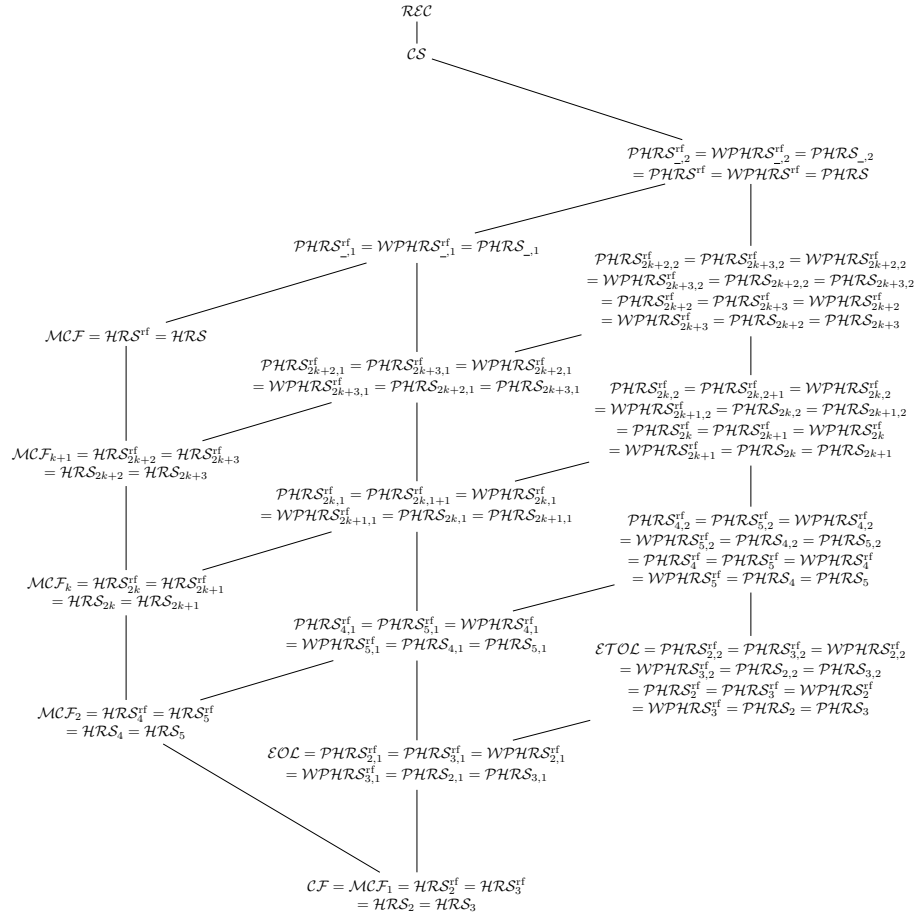 𝓡𝓔𝓒
𝓒𝓢
𝒫ℋℛ𝒮^rf_{_,2} = 𝒲𝒫ℋℛ𝒮^rf_{_,2} = 𝒫ℋℛ𝒮_{_,2}
= 𝒫ℋℛ𝒮^rf = 𝒲𝒫ℋℛ𝒮^rf = 𝒫ℋℛ𝒮
𝒫ℋℛ𝒮^rf_{_,1} = 𝒲𝒫ℋℛ𝒮^rf_{_,1} = 𝒫ℋℛ𝒮_{_,1}
𝒫ℋℛ𝒮^rf_{2k+2,2} = 𝒫ℋℛ𝒮^rf_{2k+3,2} = 𝒲𝒫ℋℛ𝒮^rf_{2k+2,2}
= 𝒲𝒫ℋℛ𝒮^rf_{2k+3,2} = 𝒫ℋℛ𝒮_{2k+2,2} = 𝒫ℋℛ𝒮_{2k+3,2}
= 𝒫ℋℛ𝒮^rf_{2k+2} = 𝒫ℋℛ𝒮^rf_{2k+3} = 𝒲𝒫ℋℛ𝒮^rf_{2k+2}
= 𝒲𝒫ℋℛ𝒮^rf_{2k+3} = 𝒫ℋℛ𝒮_{2k+2} = 𝒫ℋℛ𝒮_{2k+3}
ℳ𝒞ℱ = ℋℛ𝒮^rf = ℋℛ𝒮
𝒫ℋℛ𝒮^rf_{2k+2,1} = 𝒫ℋℛ𝒮^rf_{2k+3,1} = 𝒲𝒫ℋℛ𝒮^rf_{2k+2,1}
= 𝒲𝒫ℋℛ𝒮^rf_{2k+3,1} = 𝒫ℋℛ𝒮_{2k+2,1} = 𝒫ℋℛ𝒮_{2k+3,1}
𝒫ℋℛ𝒮^rf_{2k,2} = 𝒫ℋℛ𝒮^rf_{2k,2+1} = 𝒲𝒫ℋℛ𝒮^rf_{2k,2}
= 𝒲𝒫ℋℛ𝒮^rf_{2k+1,2} = 𝒫ℋℛ𝒮_{2k,2} = 𝒫ℋℛ𝒮_{2k+1,2}
= 𝒫ℋℛ𝒮^rf_{2k} = 𝒫ℋℛ𝒮^rf_{2k+1} = 𝒲𝒫ℋℛ𝒮^rf_{2k}
= 𝒲𝒫ℋℛ𝒮^rf_{2k+1} = 𝒫ℋℛ𝒮_{2k} = 𝒫ℋℛ𝒮_{2k+1}
ℳ𝒞ℱ_{k+1} = ℋℛ𝒮^rf_{2k+2} = ℋℛ𝒮^rf_{2k+3}
= ℋℛ𝒮_{2k+2} = ℋℛ𝒮_{2k+3}
𝒫ℋℛ𝒮^rf_{2k,1} = 𝒫ℋℛ𝒮^rf_{2k,1+1} = 𝒲𝒫ℋℛ𝒮^rf_{2k,1}
= 𝒲𝒫ℋℛ𝒮^rf_{2k+1,1} = 𝒫ℋℛ𝒮_{2k,1} = 𝒫ℋℛ𝒮_{2k+1,1}
𝒫ℋℛ𝒮^rf_{4,2} = 𝒫ℋℛ𝒮^rf_{5,2} = 𝒲𝒫ℋℛ𝒮^rf_{4,2}
= 𝒲𝒫ℋℛ𝒮^rf_{5,2} = 𝒫ℋℛ𝒮_{4,2} = 𝒫ℋℛ𝒮_{5,2}
= 𝒫ℋℛ𝒮^rf_4 = 𝒫ℋℛ𝒮^rf_5 = 𝒲𝒫ℋℛ𝒮^rf_4
= 𝒲𝒫ℋℛ𝒮^rf_5 = 𝒫ℋℛ𝒮_4 = 𝒫ℋℛ𝒮_5
ℳ𝒞ℱ_k = ℋℛ𝒮^rf_{2k} = ℋℛ𝒮^rf_{2k+1}
= ℋℛ𝒮_{2k} = ℋℛ𝒮_{2k+1}
𝒫ℋℛ𝒮^rf_{4,1} = 𝒫ℋℛ𝒮^rf_{5,1} = 𝒲𝒫ℋℛ𝒮^rf_{4,1}
= 𝒲𝒫ℋℛ𝒮^rf_{5,1} = 𝒫ℋℛ𝒮_{4,1} = 𝒫ℋℛ𝒮_{5,1}
ℰ𝒯𝒪ℒ = 𝒫ℋℛ𝒮^rf_{2,2} = 𝒫ℋℛ𝒮^rf_{3,2} = 𝒲𝒫ℋℛ𝒮^rf_{2,2}
= 𝒲𝒫ℋℛ𝒮^rf_{3,2} = 𝒫ℋℛ𝒮_{2,2} = 𝒫ℋℛ𝒮_{3,2}
= 𝒫ℋℛ𝒮^rf_2 = 𝒫ℋℛ𝒮^rf_3 = 𝒲𝒫ℋℛ𝒮^rf_2
= 𝒲𝒫ℋℛ𝒮^rf_3 = 𝒫ℋℛ𝒮_2 = 𝒫ℋℛ𝒮_3
ℳ𝒞ℱ_2 = ℋℛ𝒮^rf_4 = ℋℛ𝒮^rf_5
= ℋℛ𝒮_4 = ℋℛ𝒮_5
ℰ𝒪ℒ = 𝒫ℋℛ𝒮^rf_{2,1} = 𝒫ℋℛ𝒮^rf_{3,1} = 𝒲𝒫ℋℛ𝒮^rf_{2,1}
= 𝒲𝒫ℋℛ𝒮^rf_{3,1} = 𝒫ℋℛ𝒮_{2,1} = 𝒫ℋℛ𝒮_{3,1}
𝒞ℱ = ℳ𝒞ℱ_1 = ℋℛ𝒮^rf_2 = ℋℛ𝒮^rf_3
= ℋℛ𝒮_2 = ℋℛ𝒮_3